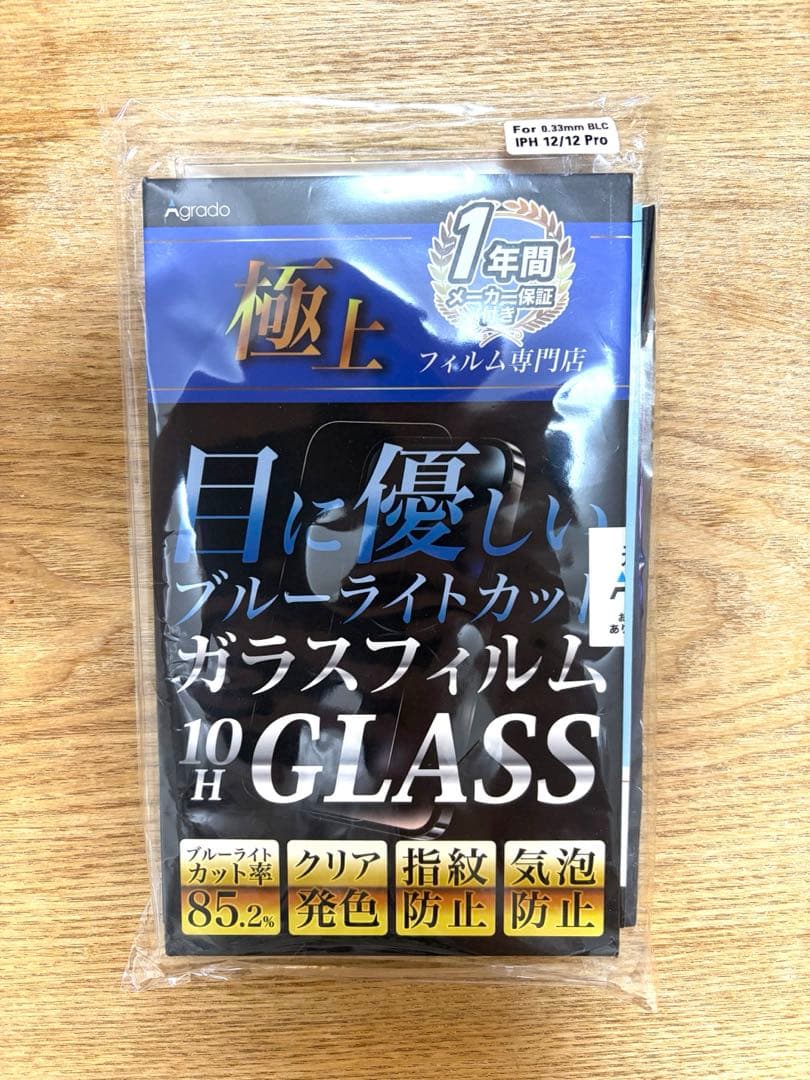 For 0.33mm BLC
IPH 12/12 Pro
Agrado
1年間
メーカー保証
付き
極上
フィルム専門店
目に優しい
ブルーライトカット
ガラスフィルム
10H GLASS
ブルーライト
カット率
85.2%
クリア
発色
指紋
防止
気泡
防止